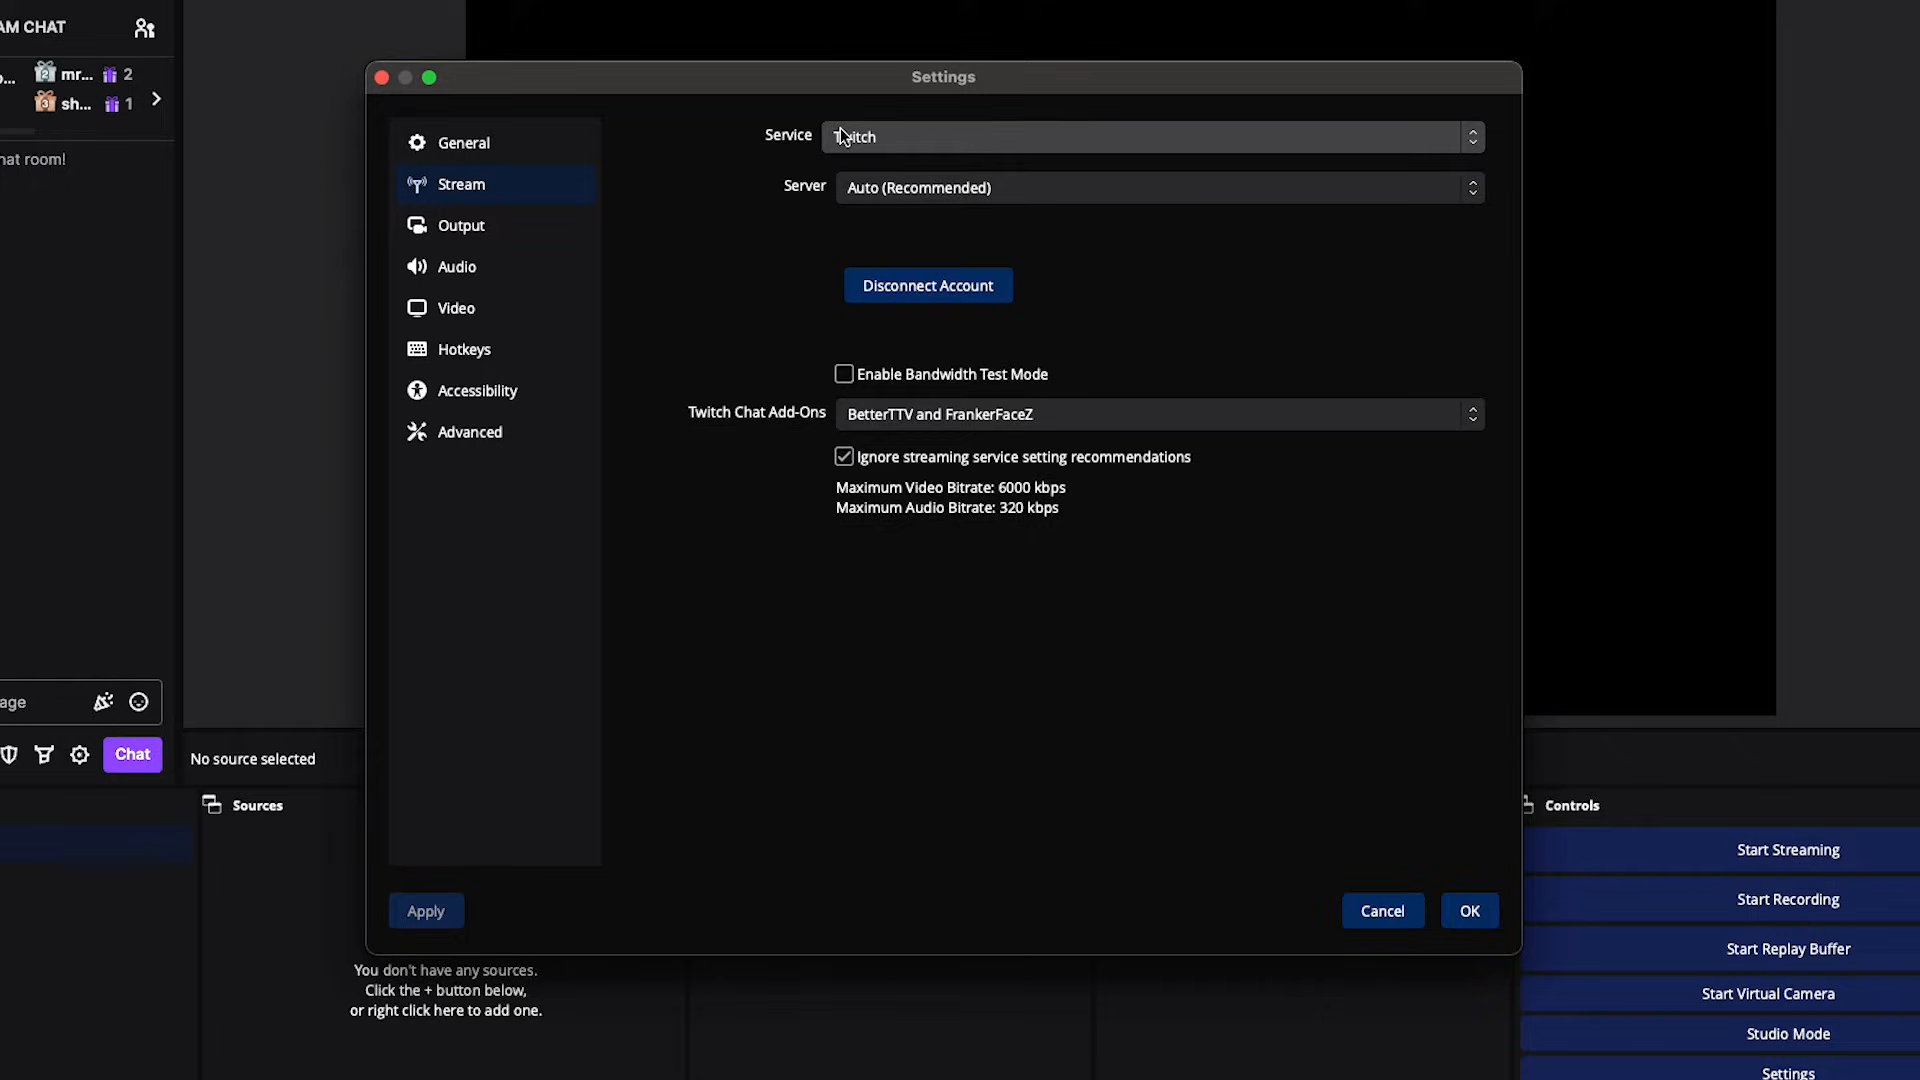 AM CHAT
mr... 2
sh... 1
hat room!
age
Chat
No source selected
Sources
You don't have any sources.
Click the + button below,
or right click here to add one.
Settings
General
Stream
Output
Audio
Video
Hotkeys
Accessibility
Advanced
Service Twitch
Server Auto (Recommended)
Disconnect Account
Enable Bandwidth Test Mode
Twitch Chat Add-Ons BetterTTV and FrankerFaceZ
Ignore streaming service setting recommendations
Maximum Video Bitrate: 6000 kbps
Maximum Audio Bitrate: 320 kbps
Apply
Cancel
OK
Controls
Start Streaming
Start Recording
Start Replay Buffer
Start Virtual Camera
Studio Mode
Settings